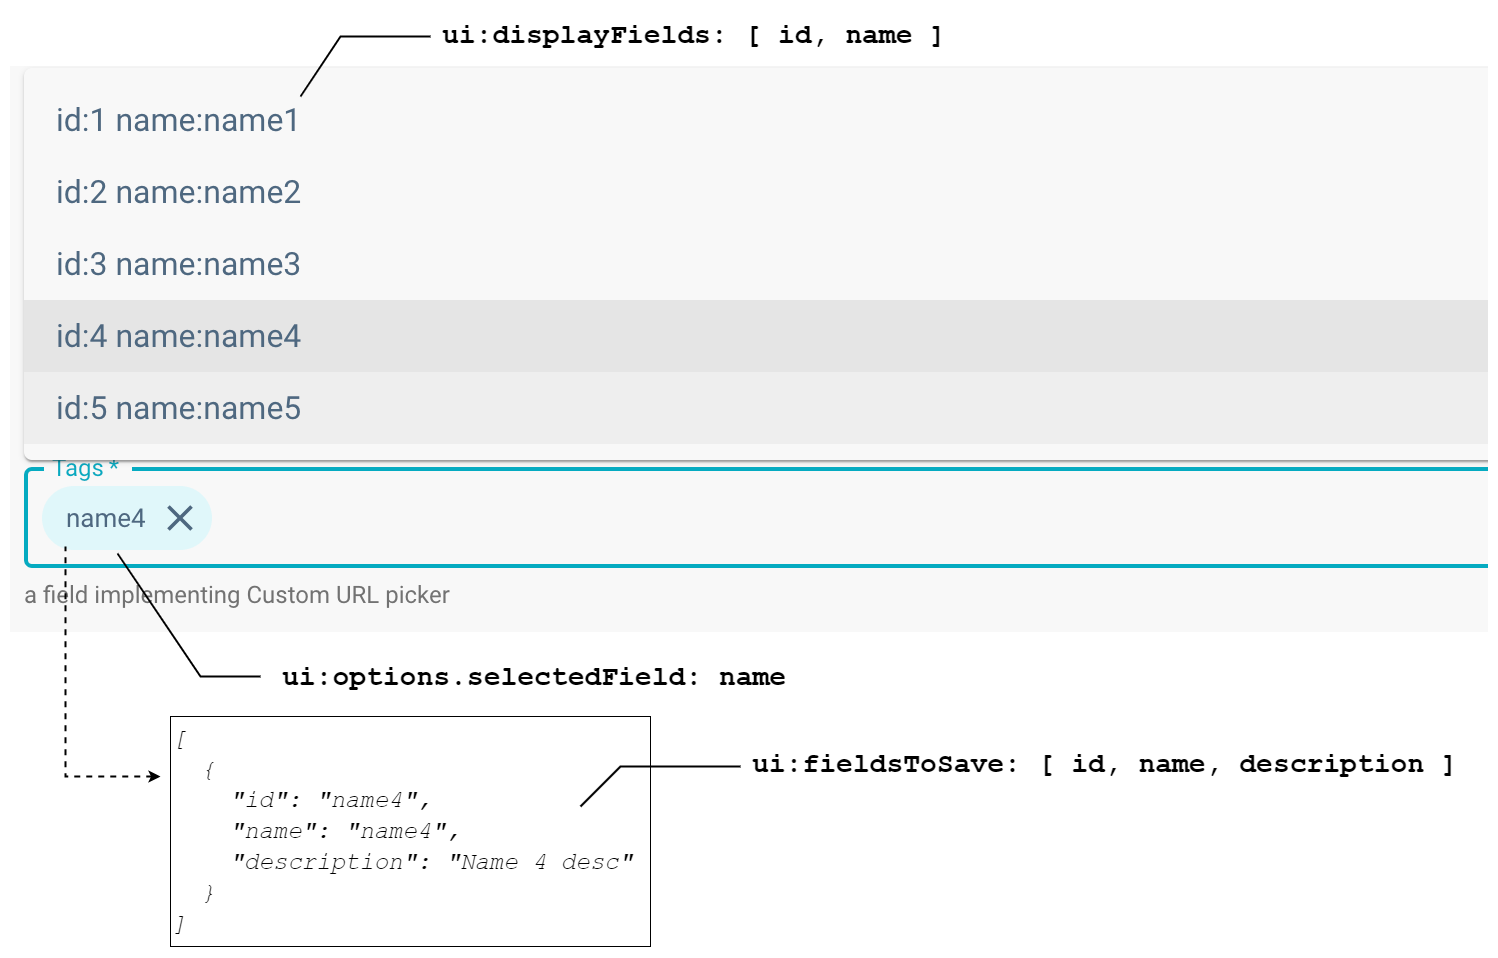 ui:displayFields: [ id, name ]
id:1 name:name1
id:2 name:name2
id:3 name:name3
id:4 name:name4
id:5 name:name5
Tags *
name4
a field implementing Custom URL picker
ui:options.selectedField: name
[
{
"id": "name4",
"name": "name4",
"description": "Name 4 desc"
}
]
ui:fieldsToSave: [ id, name, description ]